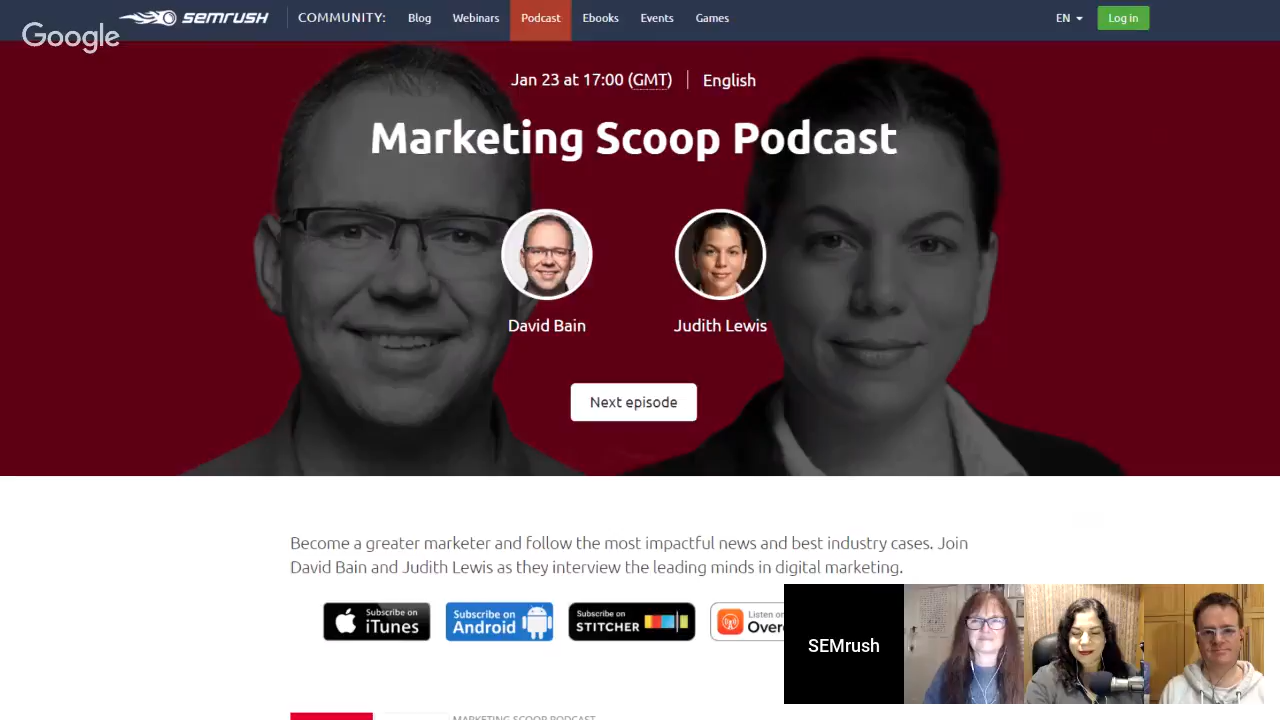 SEMRUSH
COMMUNITY:
Blog
Webinars
Podcast
Ebooks
Events
Games
EN
Log in
Google
Jan 23 at 17:00 (GMT)
English
Marketing Scoop Podcast
David Bain
Judith Lewis
Next episode
Become a greater marketer and follow the most impactful news and best industry cases. Join
David Bain and Judith Lewis as they interview the leading minds in digital marketing.
Subscribe on
iTunes
Subscribe on
Android
Subscribe on
STITCHER
Listen on
SEMrush
MARKETING SCOOP PODCAST